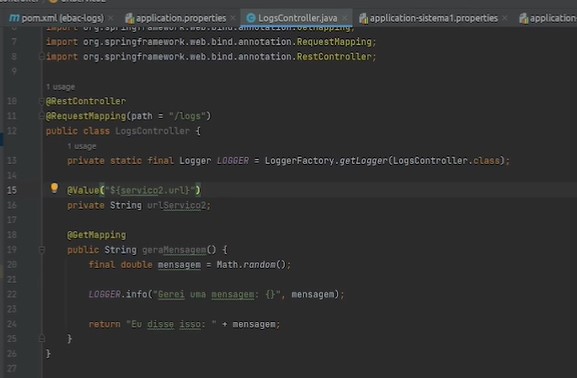 pom.xml (ebac-logs) application.properties LogsController.java application-sistema1.properties application
6 import org.springframework.web.bind.annotation.GetMapping;
7 import org.springframework.web.bind.annotation.RequestMapping;
8 import org.springframework.web.bind.annotation.RestController;
9
1 usage
10 @RestController
11 @RequestMapping(path = "/logs")
12 public class LogsController {
1 usage
13 private static final Logger LOGGER = LoggerFactory.getLogger(LogsController.class);
14
15 @Value("${servico2.url}")
16 private String urlServico2;
17
18 @GetMapping
19 public String geraMensagem() {
20 final double mensagem = Math.random();
21
22 LOGGER.info("Gerei uma mensagem: {}", mensagem);
23
24 return "Eu disse isso: " + mensagem;
25 }
26 }
27